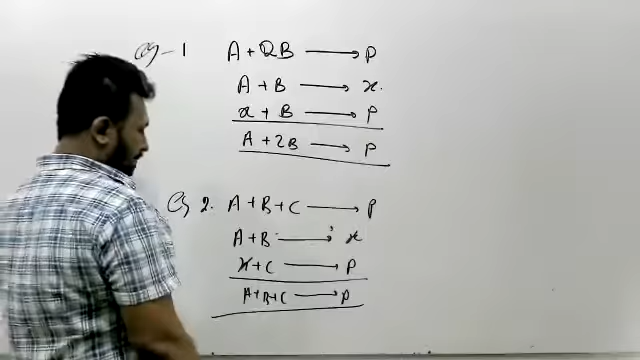 Eg-1 A + 2B → P
A + B → x.
x + B → P
A + 2B → P
Eg 2. A + B + C → P
A + B → x
x + C → P
A + B + C → P